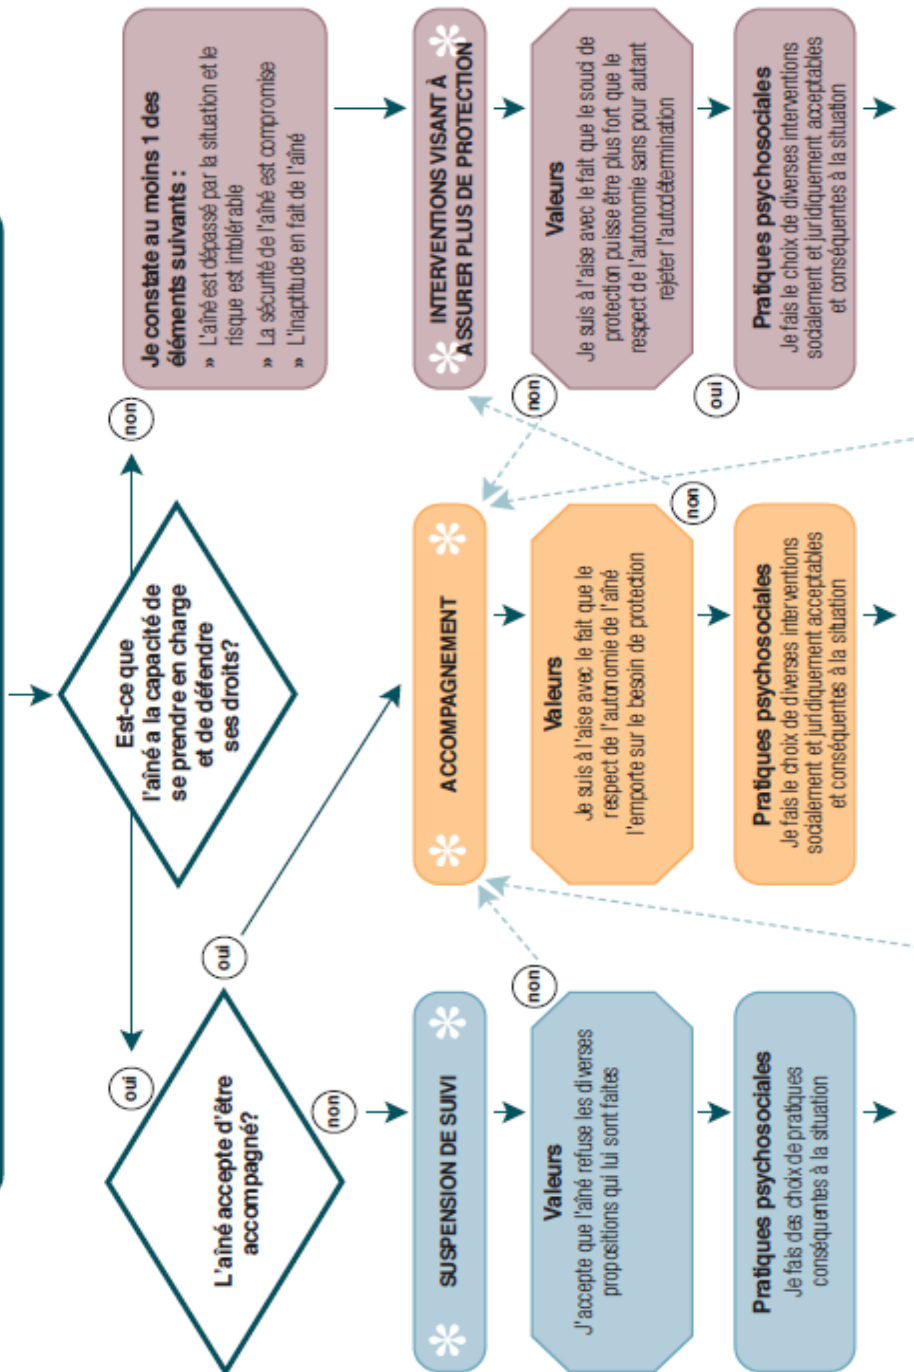 Est-ce que
l'aîné a la capacité de
se prendre en charge
et de défendre
ses droits?
oui
non
L'aîné accepte d'être
accompagné?
oui
non
Je constate au moins 1 des
éléments suivants :
» L'aîné est dépassé par la situation et le
risque est intolérable
» La sécurité de l'aîné est compromise
» L'inaptitude en fait de l'aîné
SUSPENSION DE SUIVI
Valeurs
J'accepte que l'aîné refuse les diverses
propositions qui lui sont faites
non
Pratiques psychosociales
Je fais des choix de pratiques
conséquentes à la situation
ACCOMPAGNEMENT
Valeurs
Je suis à l'aise avec le fait que le
respect de l'autonomie de l'aîné
l'emporte sur le besoin de protection
non
Pratiques psychosociales
Je fais le choix de diverses interventions
socialement et juridiquement acceptables
et conséquentes à la situation
INTERVENTIONS VISANT À
ASSURER PLUS DE PROTECTION
non
Valeurs
Je suis à l'aise avec le fait que le souci de
protection puisse être plus fort que le
respect de l'autonomie sans pour autant
rejeter l'autodétermination
oui
Pratiques psychosociales
Je fais le choix de diverses interventions
socialement et juridiquement acceptables
et conséquentes à la situation